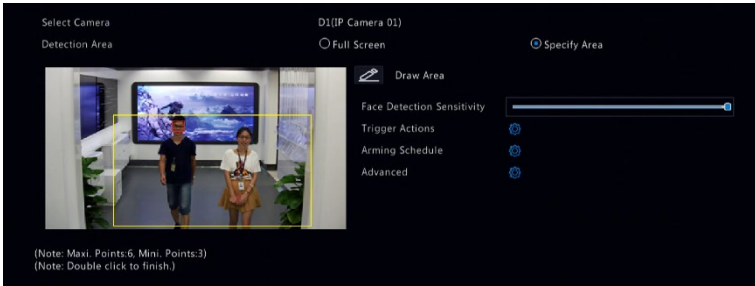 Select Camera D1(IP Camera 01)
Detection Area Full Screen Specify Area
Draw Area
Face Detection Sensitivity
Trigger Actions
Arming Schedule
Advanced
(Note: Maxi. Points:6, Mini. Points:3)
(Note: Double click to finish.)